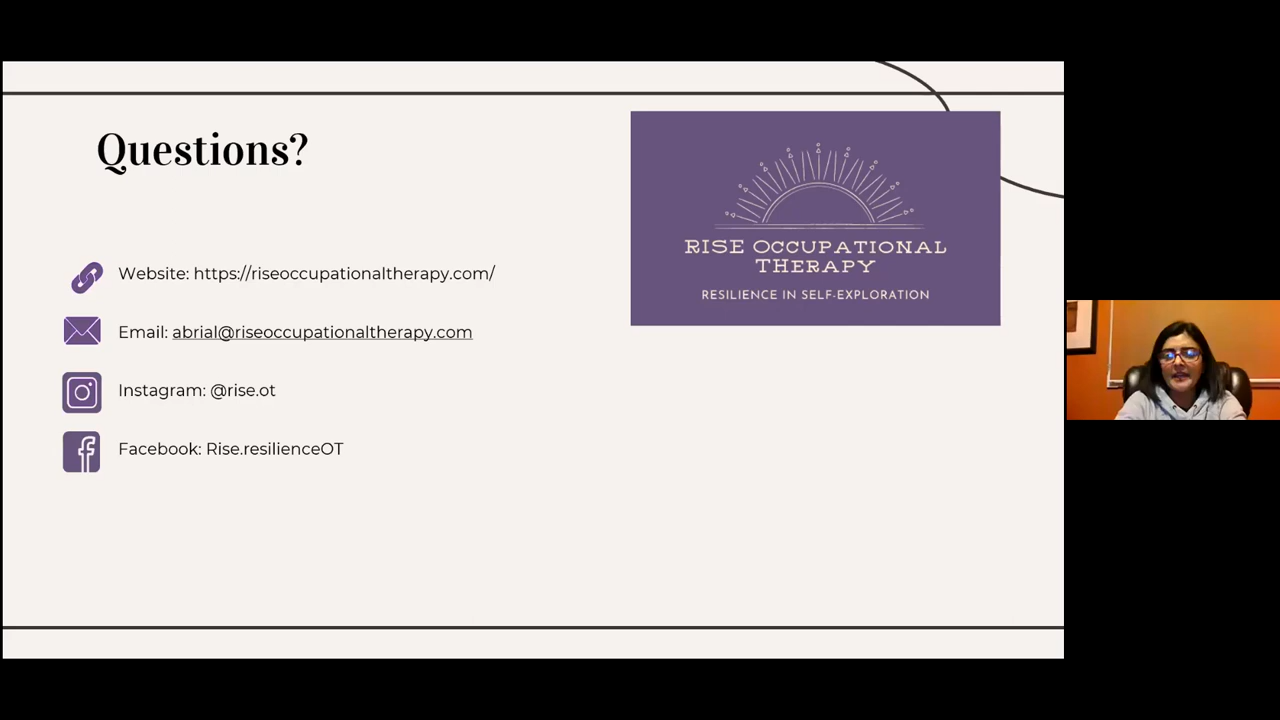 Questions?
RISE OCCUPATIONAL
THERAPY
RESILIENCE IN SELF-EXPLORATION
Website: https://riseoccupationaltherapy.com/
Email: abrial@riseoccupationaltherapy.com
Instagram: @rise.ot
Facebook: Rise.resilienceOT